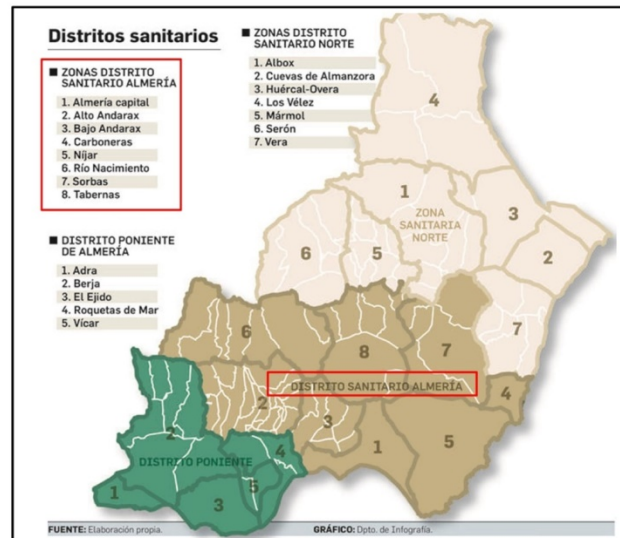 Distritos sanitarios
■ ZONAS DISTRITO
SANITARIO ALMERÍA
1. Almería capital
2. Alto Andarax
3. Bajo Andarax
4. Carboneras
5. Níjar
6. Río Nacimiento
7. Sorbas
8. Tabernas
■ ZONAS DISTRITO
SANITARIO NORTE
1. Albox
2. Cuevas de Almanzora
3. Huércal-Overa
4. Los Vélez
5. Mármol
6. Serón
7. Vera
■ DISTRITO PONIENTE
DE ALMERÍA
1. Adra
2. Berja
3. El Ejido
4. Roquetas de Mar
5. Vícar
4
1
ZONA
SANITARIA
NORTE
3
2
6
5
7
6
8
7
DISTRITO SANITARIO ALMERÍA
4
2
3
1
5
2
DISTRITO PONIENTE
4
1
3
5
FUENTE: Elaboración propia.
GRÁFICO: Dpto. de Infografía.